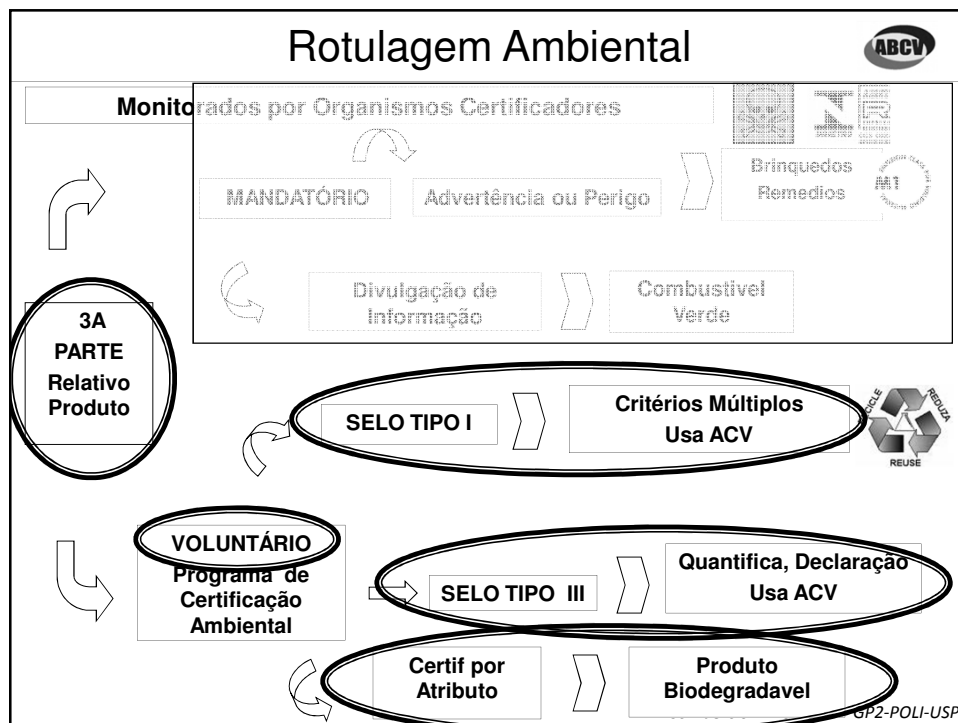 Rotulagem Ambiental
ABCV
Monitorados por Organismos Certificadores
MANDATÓRIO
Advertência ou Perigo
Brinquedos
Remedios
Divulgação de
Informação
Combustivel
Verde
3A
PARTE
Relativo
Produto
SELO TIPO I
Critérios Múltiplos
Usa ACV
REDUZA
REUSE
VOLUNTÁRIO
Programa de
Certificação
Ambiental
SELO TIPO III
Quantifica, Declaração
Usa ACV
Certif por
Atributo
Produto
Biodegradavel
GP2-POLI-USP